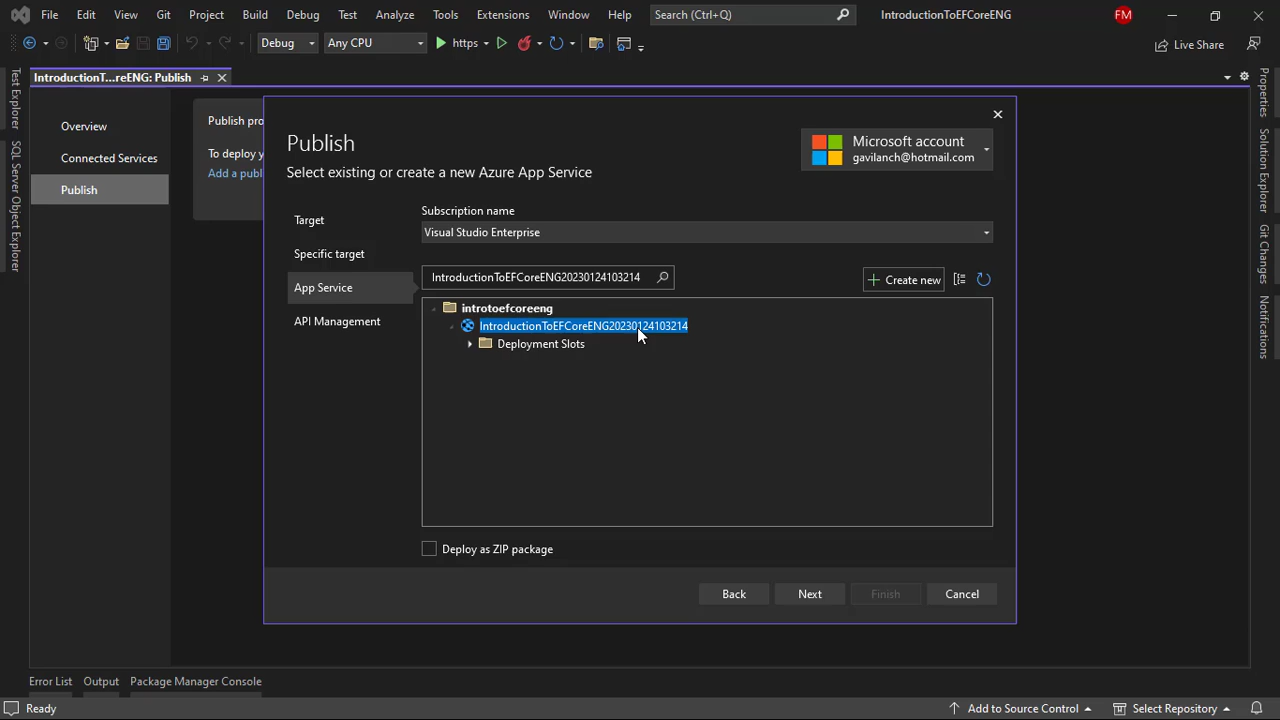 File Edit View Git Project Build Debug Test Analyze Tools Extensions Window Help Search (Ctrl+Q) IntroductionToEFCoreENG FM
Debug Any CPU https Live Share
IntroductionT...reENG: Publish
Test Explorer
SQL Server Object Explorer
Overview
Connected Services
Publish
Publish pro
To deploy y
Add a publ
Publish
Select existing or create a new Azure App Service
Microsoft account
gavilanch@hotmail.com
Target
Specific target
App Service
API Management
Subscription name
Visual Studio Enterprise
IntroductionToEFCoreENG20230124103214
Create new
introtoefcoreeng
IntroductionToEFCoreENG20230124103214
Deployment Slots
Deploy as ZIP package
Back Next Finish Cancel
Properties
Solution Explorer
Git Changes
Notifications
Error List Output Package Manager Console
Ready Add to Source Control Select Repository